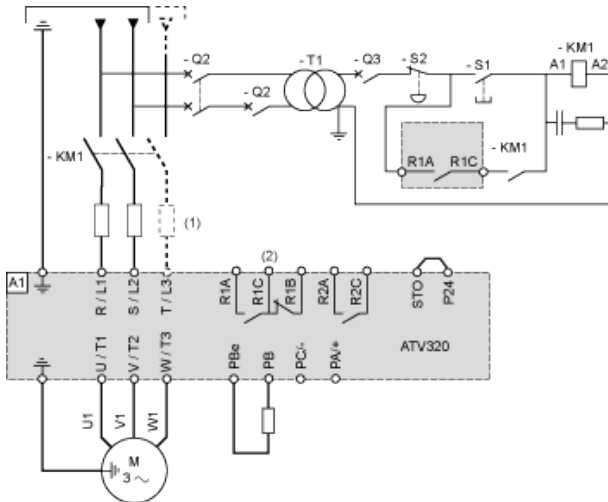 - Q2
- T1
- Q3
- S2
- S1
- KM1
A1
A2
- Q2
- KM1
R1A
R1C
- KM1
(1)
(2)
A1
R / L1
S / L2
T / L3
R1A
R1C
R1B
R2A
R2C
STO
P24
ATV320
U / T1
V / T2
W / T3
PBe
PB
PC/-
PA/+
U1
V1
W1
M
3 ~